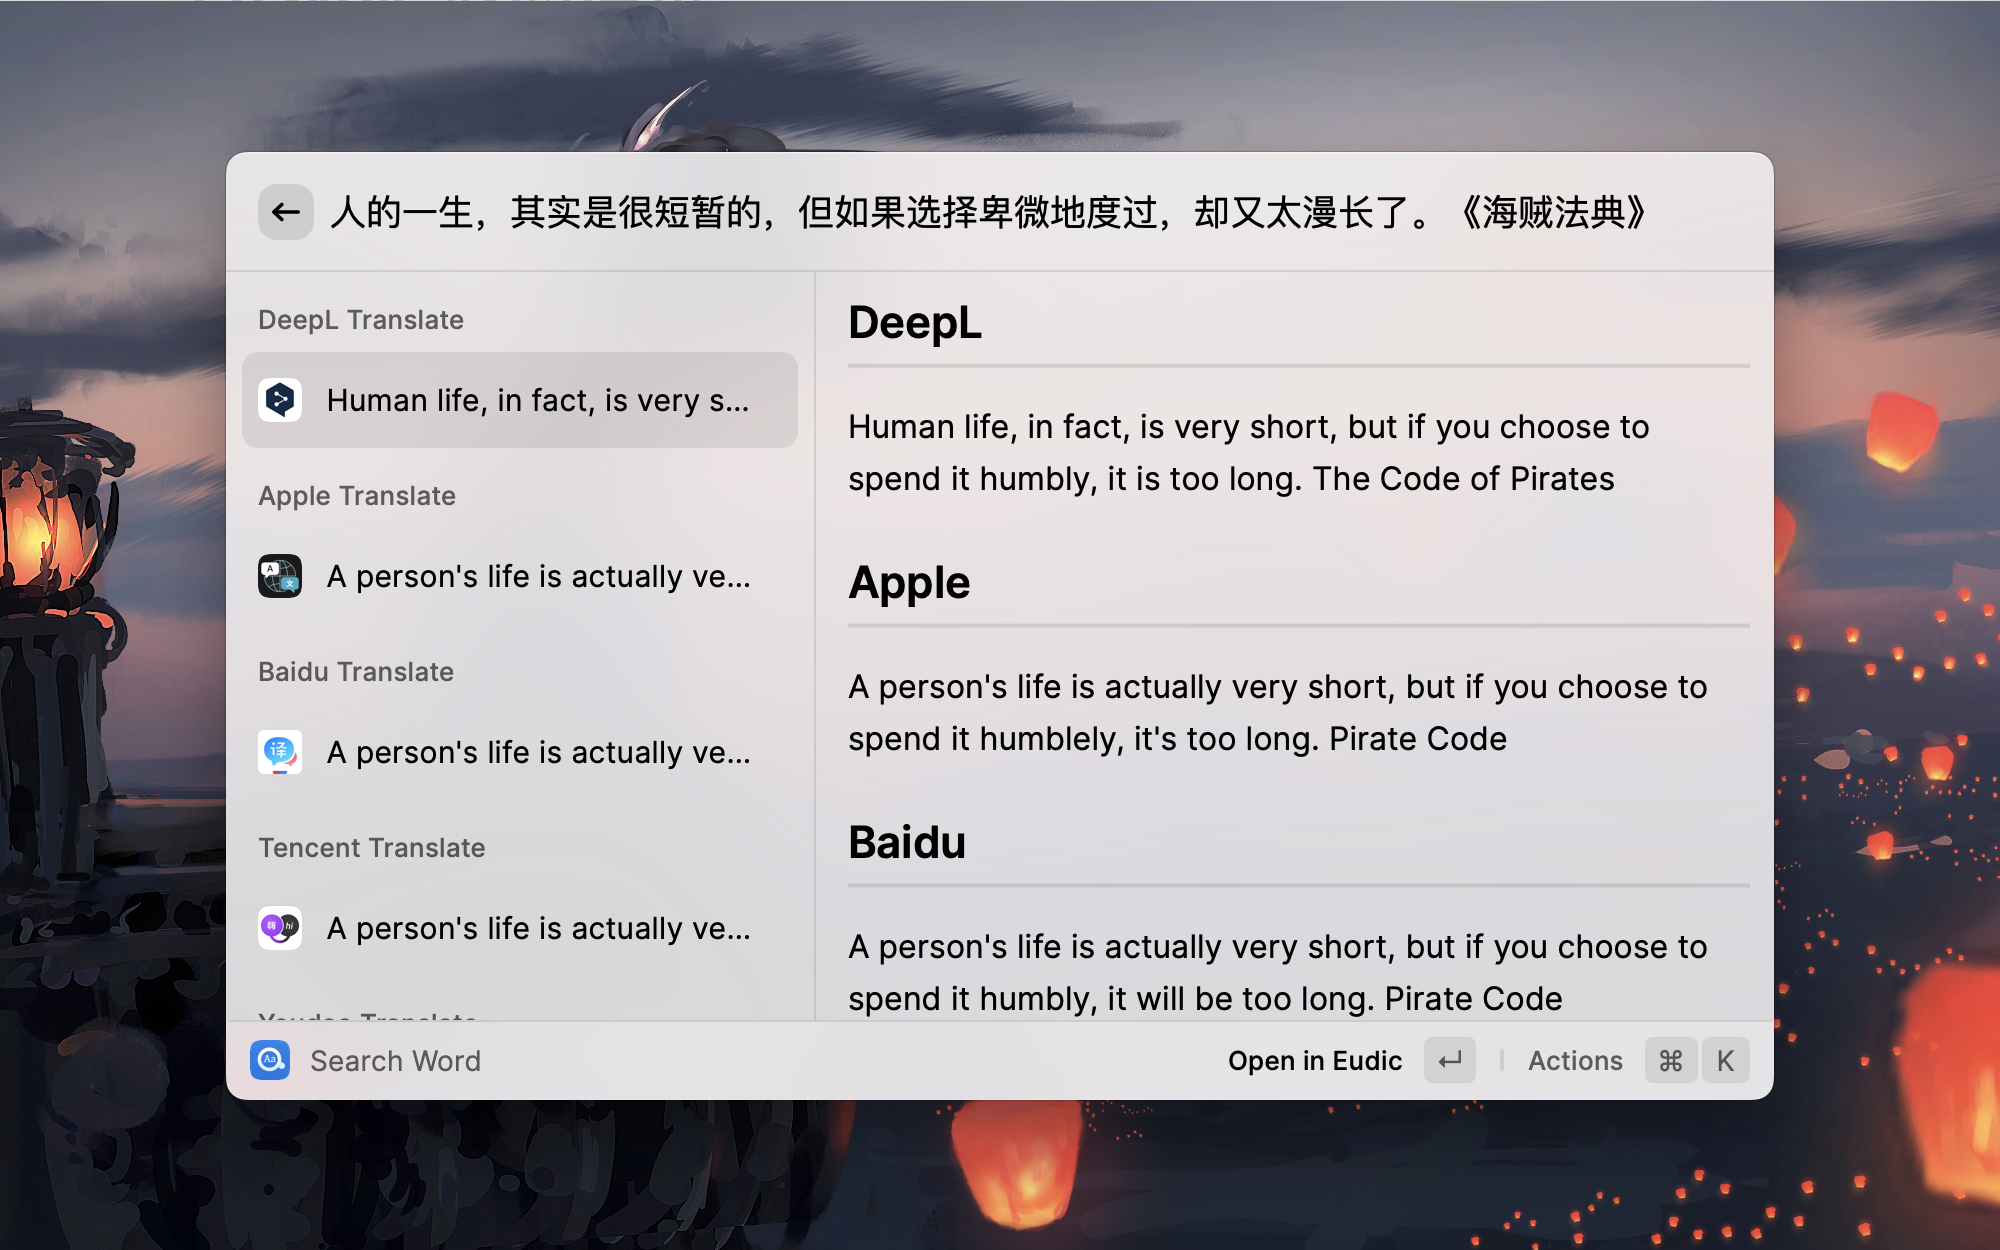 人的一生，其实是很短暂的，但如果选择卑微地度过，却又太漫长了。《海贼法典》
DeepL Translate
Human life, in fact, is very s...
Apple Translate
A person's life is actually ve...
Baidu Translate
A person's life is actually ve...
Tencent Translate
A person's life is actually ve...
Youdao Translate
DeepL
Human life, in fact, is very short, but if you choose to
spend it humbly, it is too long. The Code of Pirates
Apple
A person's life is actually very short, but if you choose to
spend it humblely, it's too long. Pirate Code
Baidu
A person's life is actually very short, but if you choose to
spend it humbly, it will be too long. Pirate Code
Search Word
Open in Eudic ↵ | Actions ⌘ K